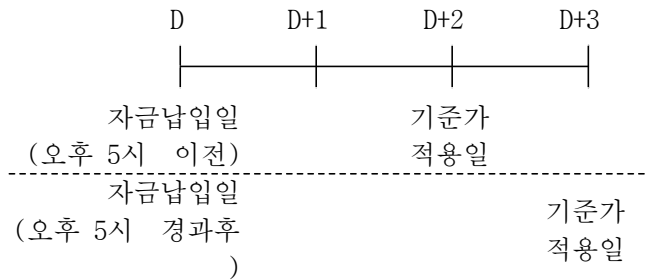 D D+1 D+2 D+3
자금납입일 기준가
(오후 5시 이전) 적용일
자금납입일
(오후 5시 경과후
)
기준가
적용일